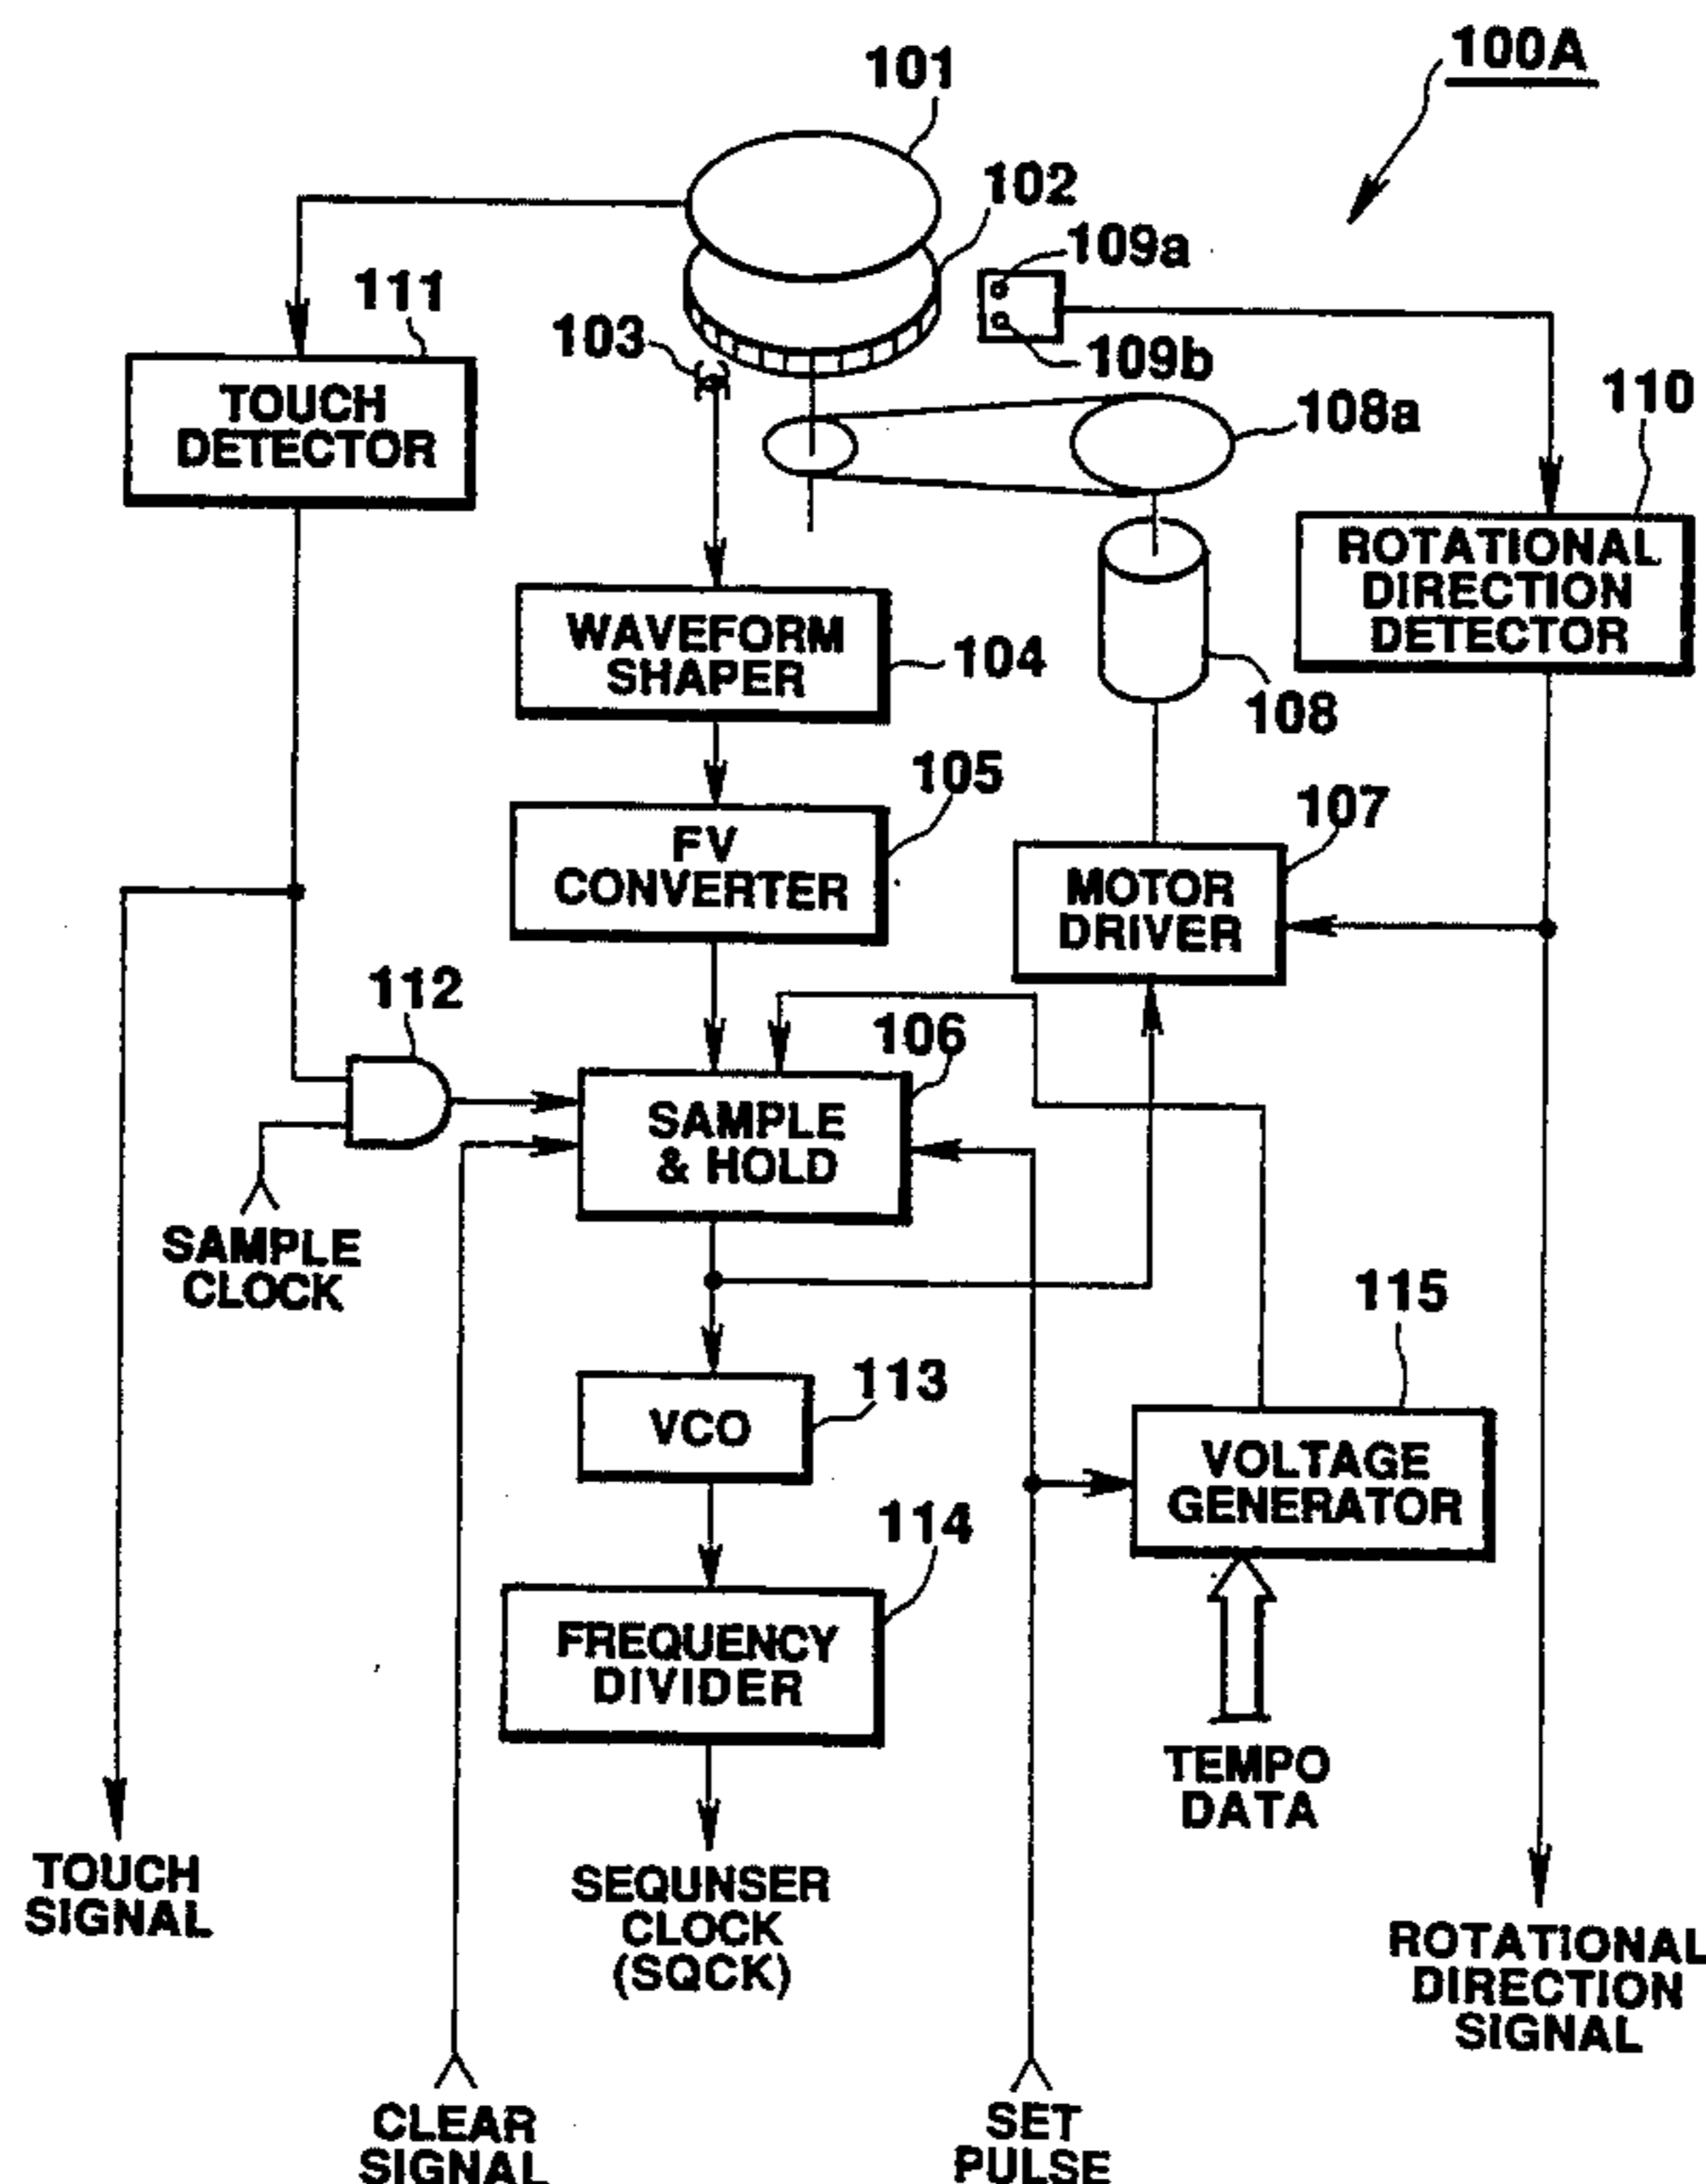 100A
101
102
109a
111
103
109b
108a
110
TOUCH
DETECTOR
ROTATIONAL
DIRECTION
DETECTOR
WAVEFORM
SHAPER
104
108
105
107
FV
CONVERTER
MOTOR
DRIVER
112
106
SAMPLE
& HOLD
SAMPLE
CLOCK
115
113
VCO
VOLTAGE
GENERATOR
114
FREQUENCY
DIVIDER
TEMPO
DATA
TOUCH
SIGNAL
SEQUNSER
CLOCK
(SQCK)
ROTATIONAL
DIRECTION
SIGNAL
CLEAR
SIGNAL
SET
PULSE